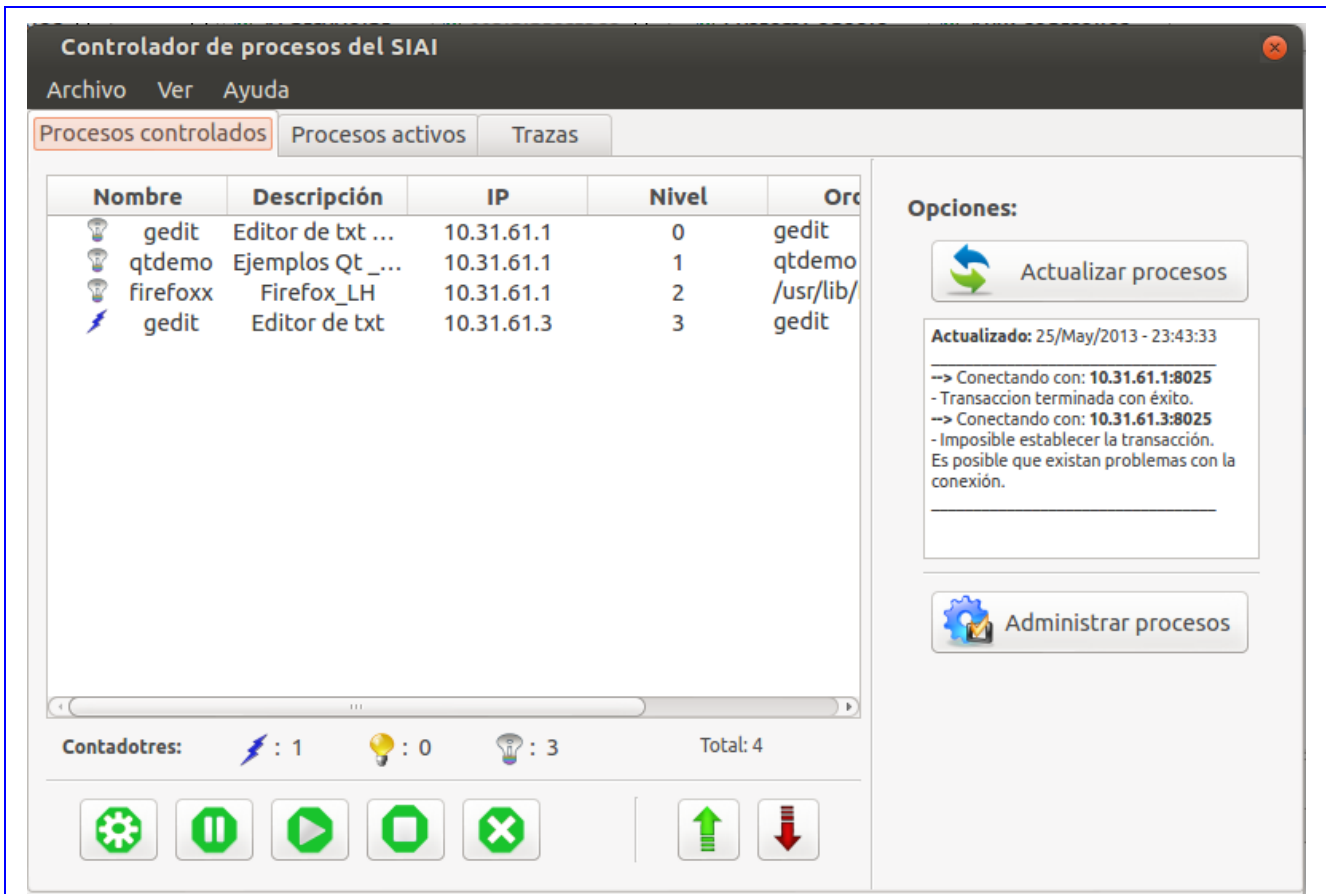 Controlador de procesos del SIAI
Archivo Ver Ayuda
Procesos controlados Procesos activos Trazas
Nombre Descripción IP Nivel Ord
gedit Editor de txt ... 10.31.61.1 0 gedit
qtdemo Ejemplos Qt _... 10.31.61.1 1 qtdemo
firefoxx Firefox_LH 10.31.61.1 2 /usr/lib/
gedit Editor de txt 10.31.61.3 3 gedit
Contadotres: : 1 : 0 : 3 Total: 4
Opciones:
Actualizar procesos
Actualizado: 25/May/2013 - 23:43:33
--> Conectando con: 10.31.61.1:8025
- Transaccion terminada con éxito.
--> Conectando con: 10.31.61.3:8025
- Imposible establecer la transacción.
Es posible que existan problemas con la
conexión.
Administrar procesos